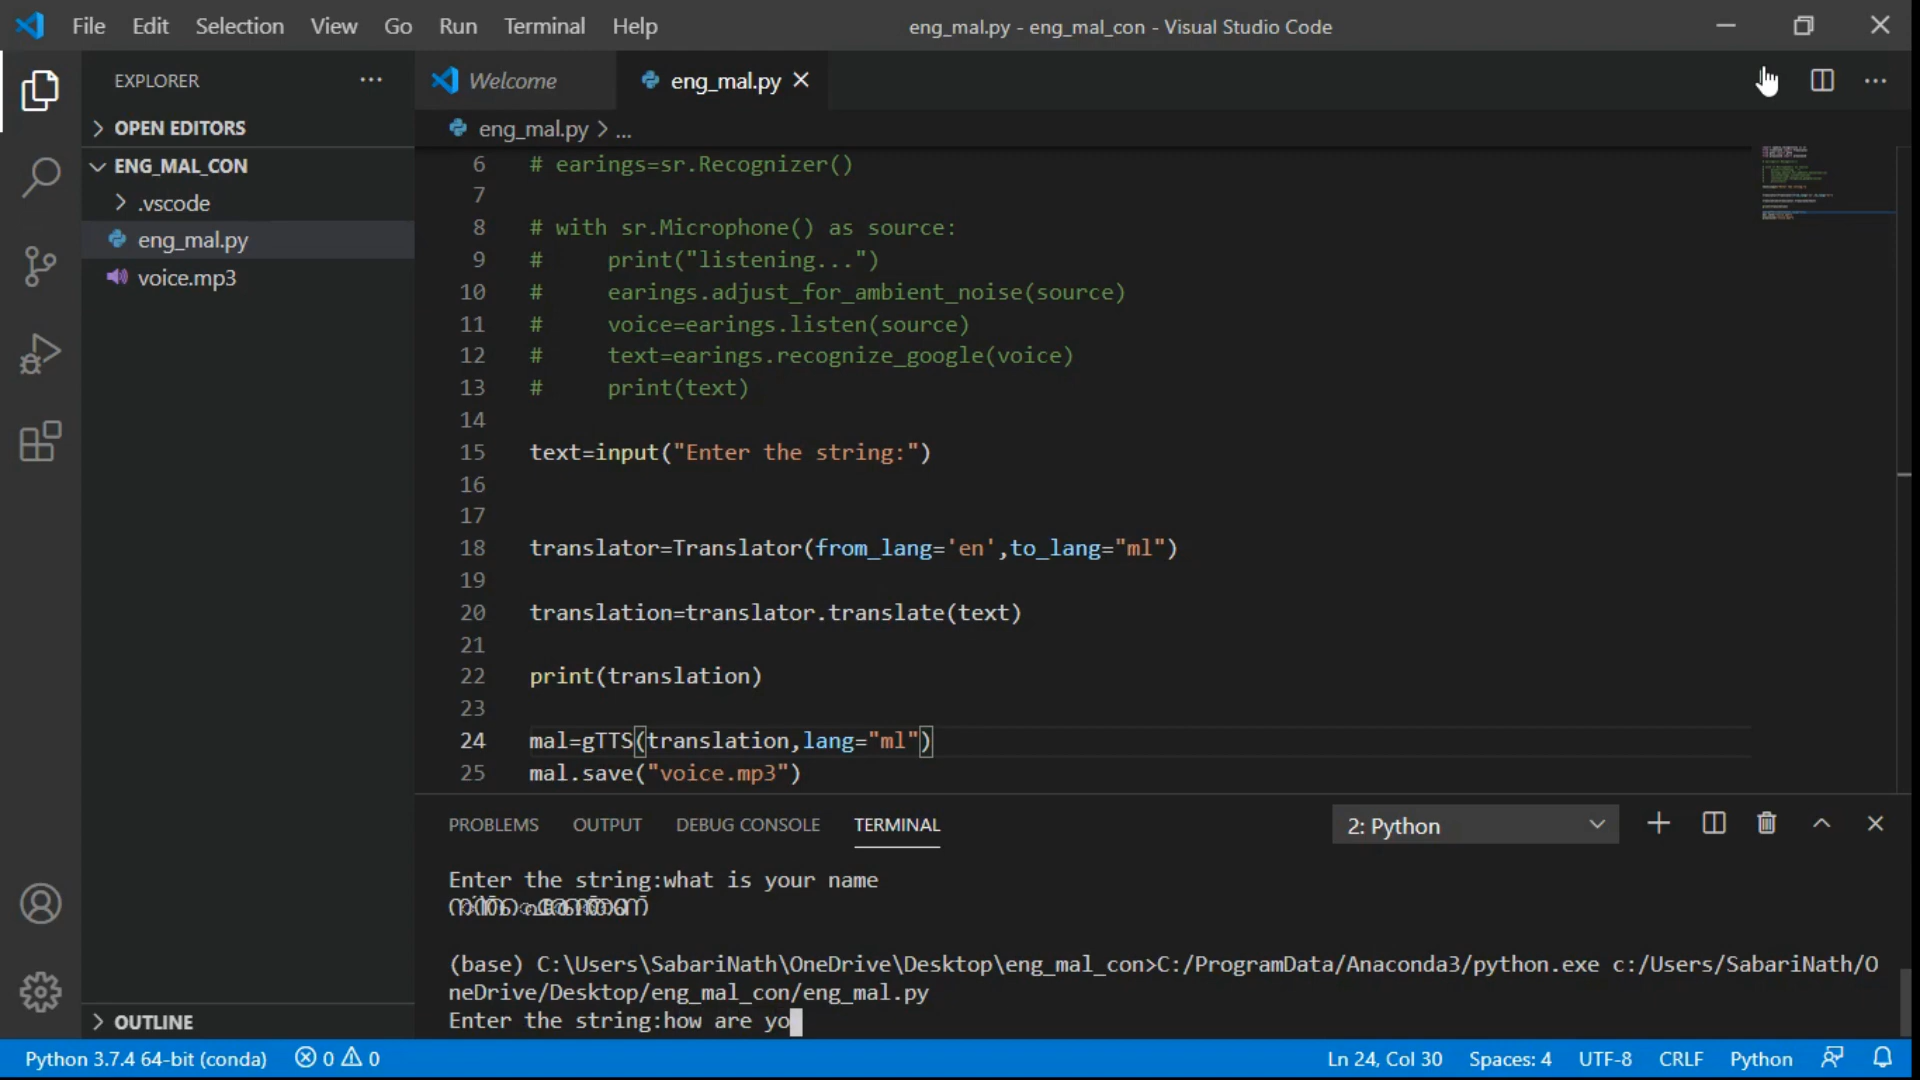 File Edit Selection View Go Run Terminal Help
eng_mal.py - eng_mal_con - Visual Studio Code
EXPLORER
OPEN EDITORS
ENG_MAL_CON
.vscode
eng_mal.py
voice.mp3
OUTLINE
Welcome
eng_mal.py
eng_mal.py > ...
6 # earings=sr.Recognizer()
7
8 # with sr.Microphone() as source:
9 #     print("listening...")
10 #     earings.adjust_for_ambient_noise(source)
11 #     voice=earings.listen(source)
12 #     text=earings.recognize_google(voice)
13 #     print(text)
14
15 text=input("Enter the string:")
16
17
18 translator=Translator(from_lang='en',to_lang="ml")
19
20 translation=translator.translate(text)
21
22 print(translation)
23
24 mal=gTTS(translation,lang="ml")
25 mal.save("voice.mp3")
PROBLEMS OUTPUT DEBUG CONSOLE TERMINAL
2: Python
Enter the string:what is your name
(base) C:\Users\SabariNath\OneDrive\Desktop\eng_mal_con>C:/ProgramData/Anaconda3/python.exe c:/Users/SabariNath/O
neDrive/Desktop/eng_mal_con/eng_mal.py
Enter the string:how are yo
Python 3.7.4 64-bit (conda) 0 0
Ln 24, Col 30 Spaces: 4 UTF-8 CRLF Python